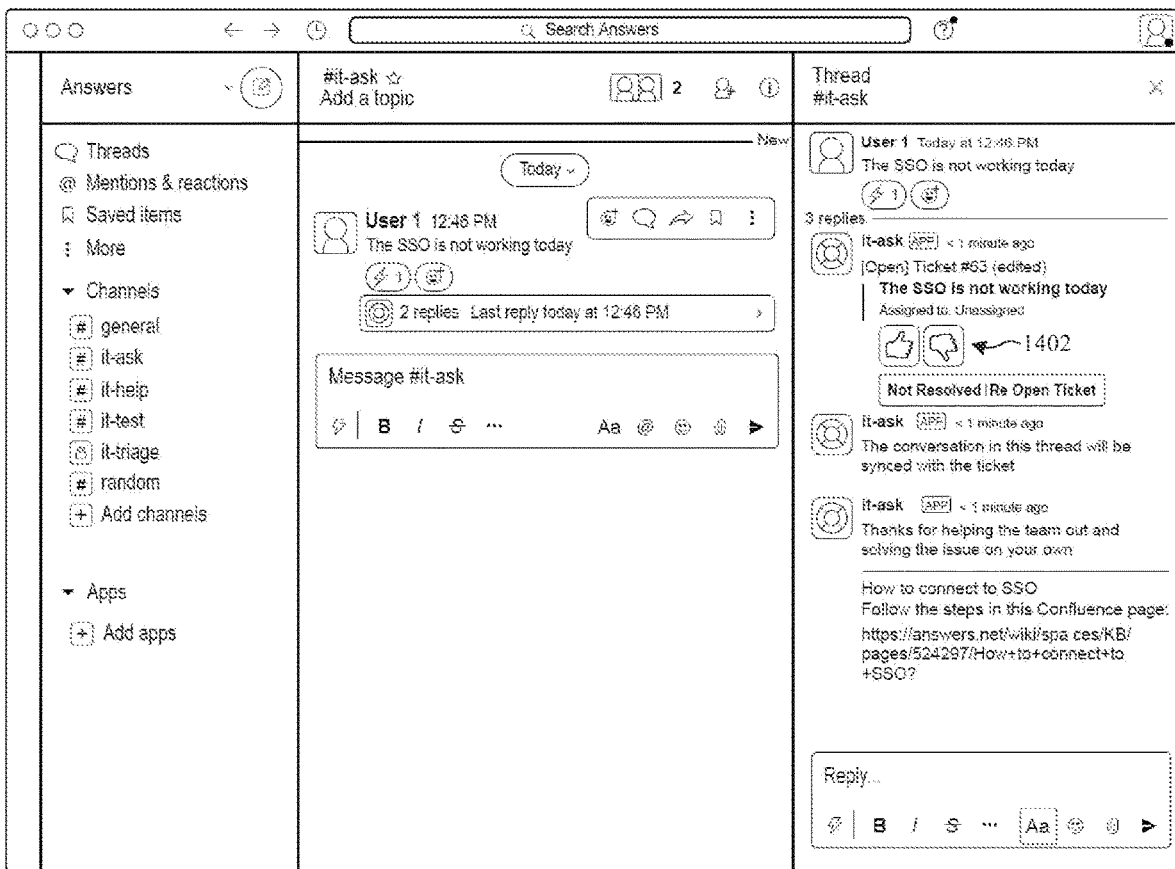 Search Answers
Answers
Threads
@ Mentions & reactions
Saved items
More
Channels
# general
# it-ask
# it-help
# it-test
it-triage
# random
+ Add channels
Apps
+ Add apps
#it-ask
Add a topic
2
New
Today
User 1 12:46 PM
The SSO is not working today
1
2 replies Last reply today at 12:46 PM
Message #it-ask
B I S ... Aa @
Thread
#it-ask
User 1 Today at 12:46 PM
The SSO is not working today
1
3 replies
it-ask APP < 1 minute ago
[Open] Ticket #63 (edited)
The SSO is not working today
Assigned to: Unassigned
1402
Not Resolved|Re Open Ticket
it-ask APP < 1 minute ago
The conversation in this thread will be
synced with the ticket
it-ask APP < 1 minute ago
Thanks for helping the team out and
solving the issue on your own
How to connect to SSO
Follow the steps in this Confluence page:
https://answers.net/wiki/spa ces/KB/
pages/524297/How+to+connect+to
+SSO?
Reply...
B I S ... Aa